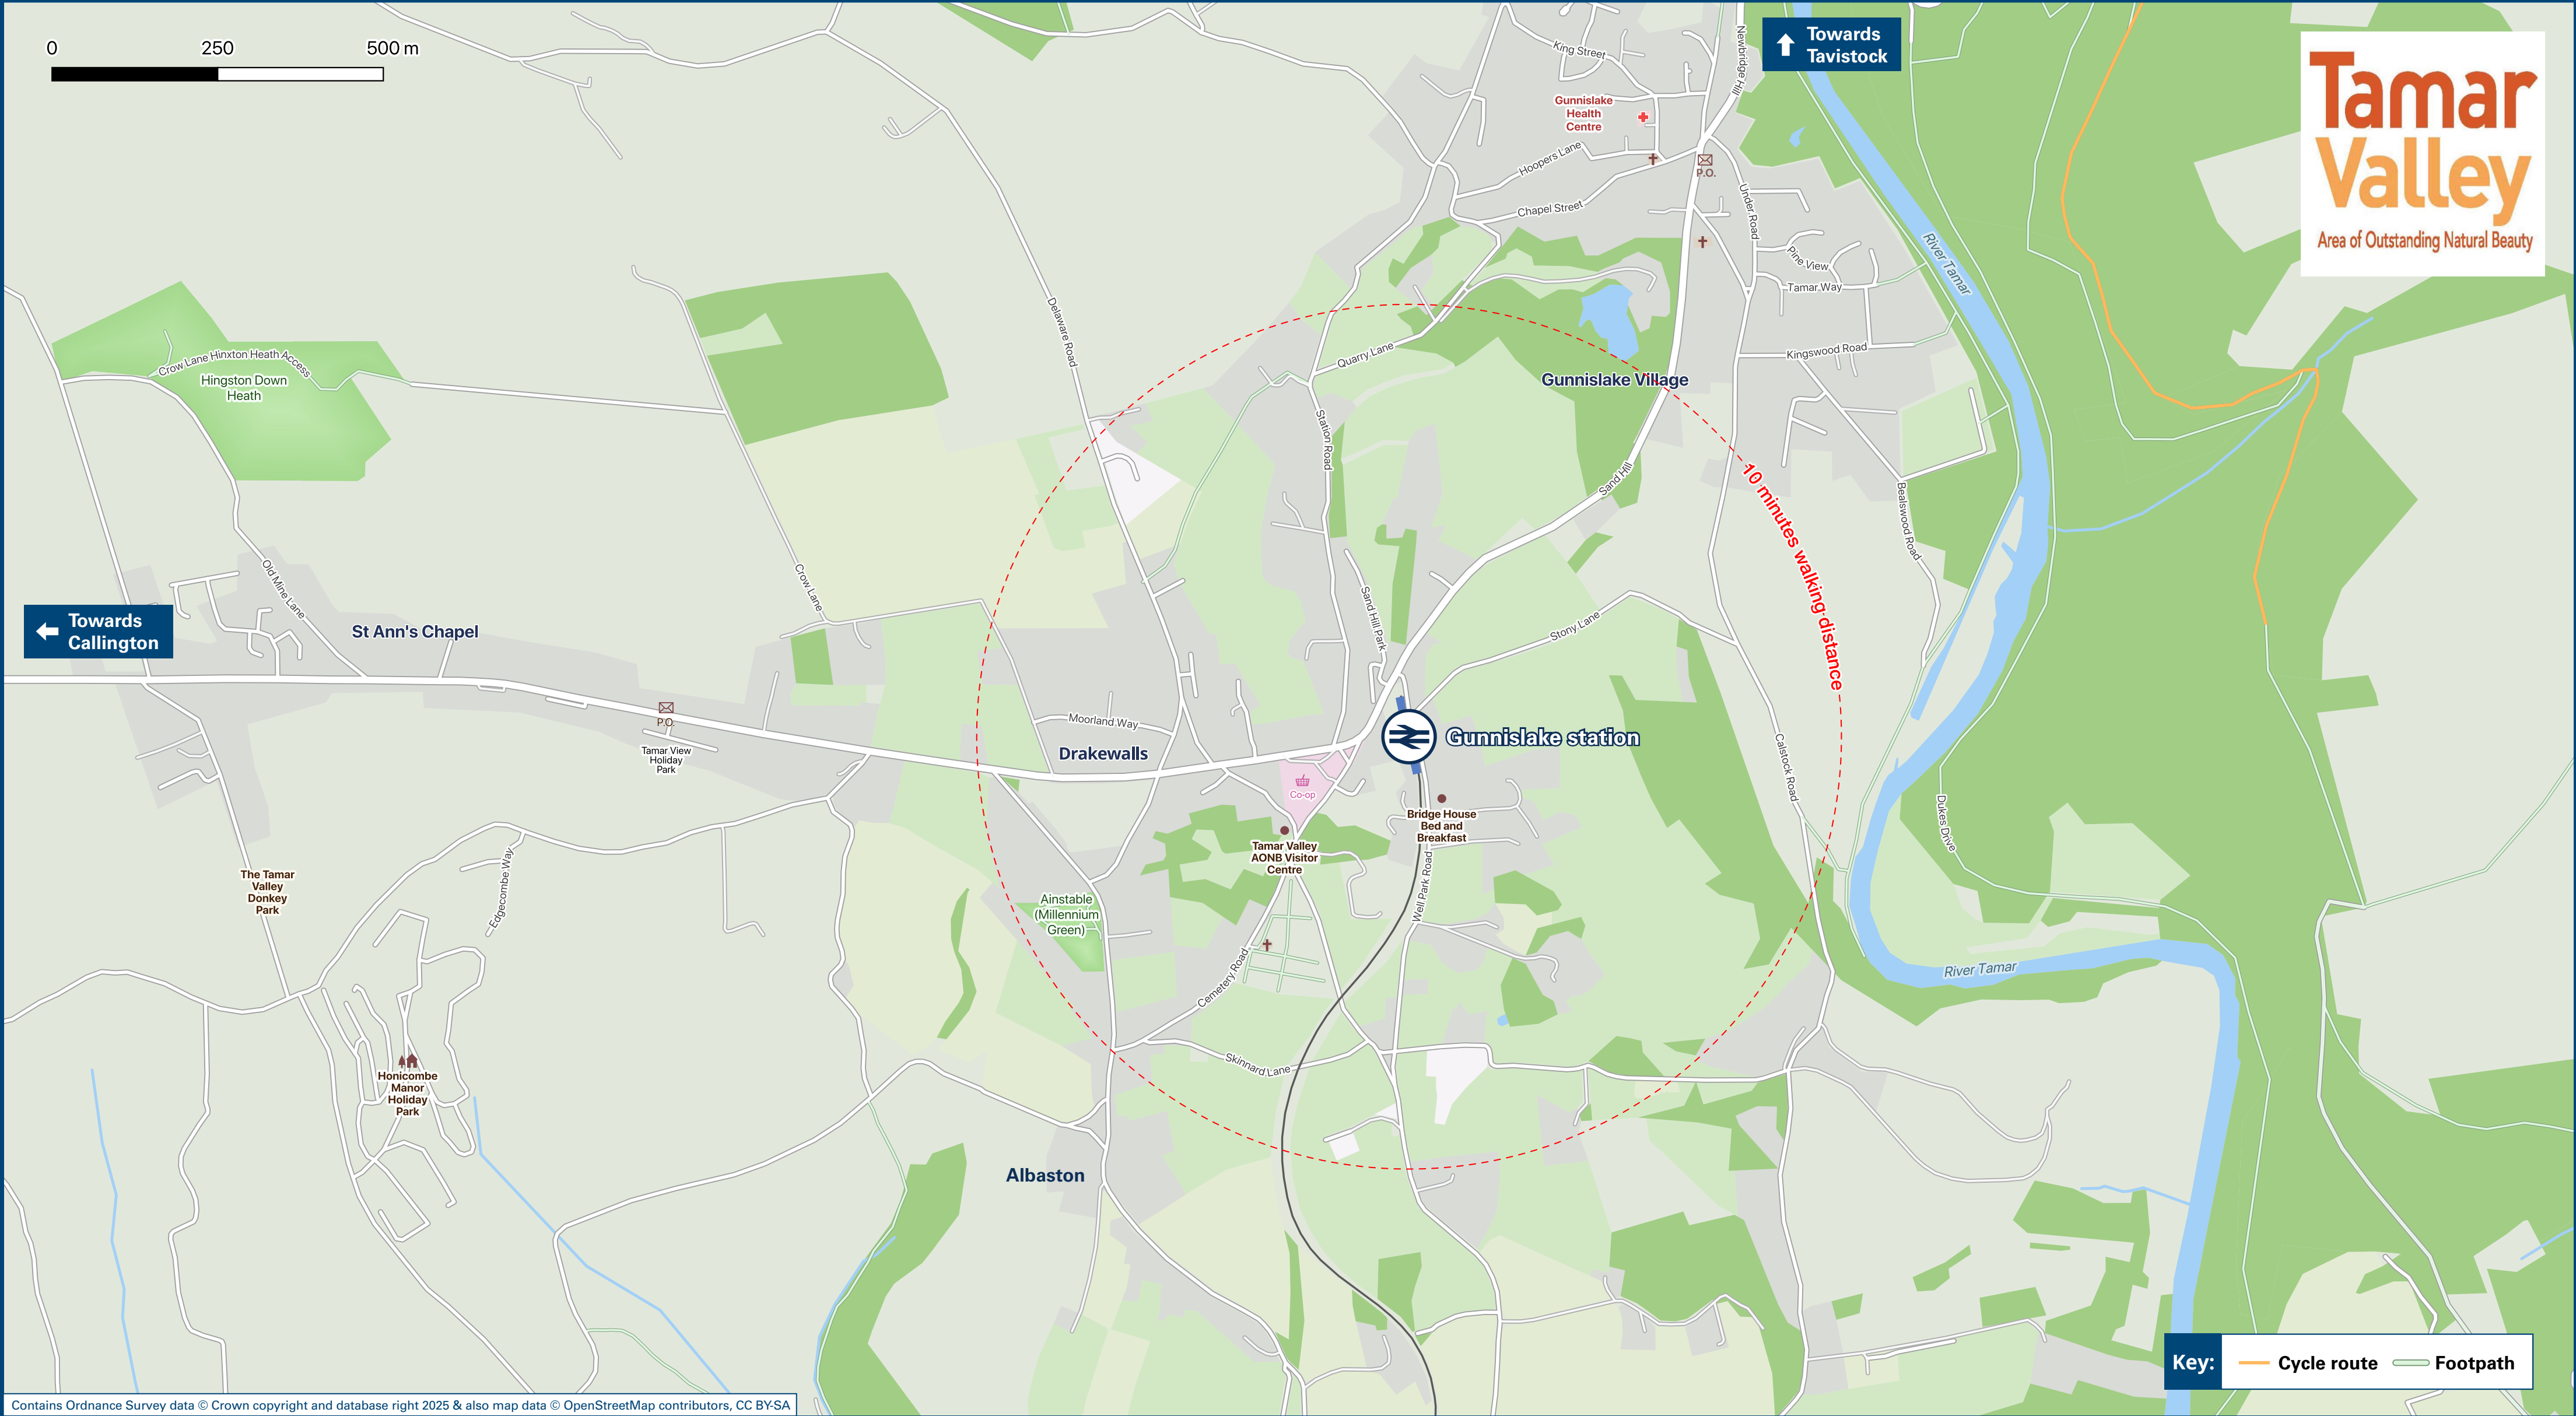 0 250 500 m
Towards
Tavistock
Tamar
Valley
Area of Outstanding Natural Beauty
King Street
Newbridge Hill
Gunnislake
Health
Centre
Hoopers Lane
P.O.
Chapel Street
Under Road
Pine View
Tamar Way
River Tamar
Delaware Road
Crow Lane Hinxton Heath Access
Hingston Down
Heath
Quarry Lane
Kingswood Road
Gunnislake Village
Station Road
Sand Hill
10 minutes walking distance
Bealswood Road
Old Mine Lane
Crow Lane
Sand Hill Park
Stony Lane
Towards
Callington
St Ann's Chapel
P.O.
Tamar View
Holiday
Park
Moorland Way
Drakewalls
Gunnislake station
Calstock Road
Co-op
Bridge House
Bed and
Breakfast
Dukes Drive
Tamar Valley
AONB Visitor
Centre
Well Park Road
The Tamar
Valley
Donkey
Park
Edgecombe Way
Ainstable
(Millennium
Green)
Cemetery Road
River Tamar
Skinnard Lane
Honicombe
Manor
Holiday
Park
Albaston
Key: Cycle route Footpath
Contains Ordnance Survey data © Crown copyright and database right 2025 & also map data © OpenStreetMap contributors, CC BY-SA